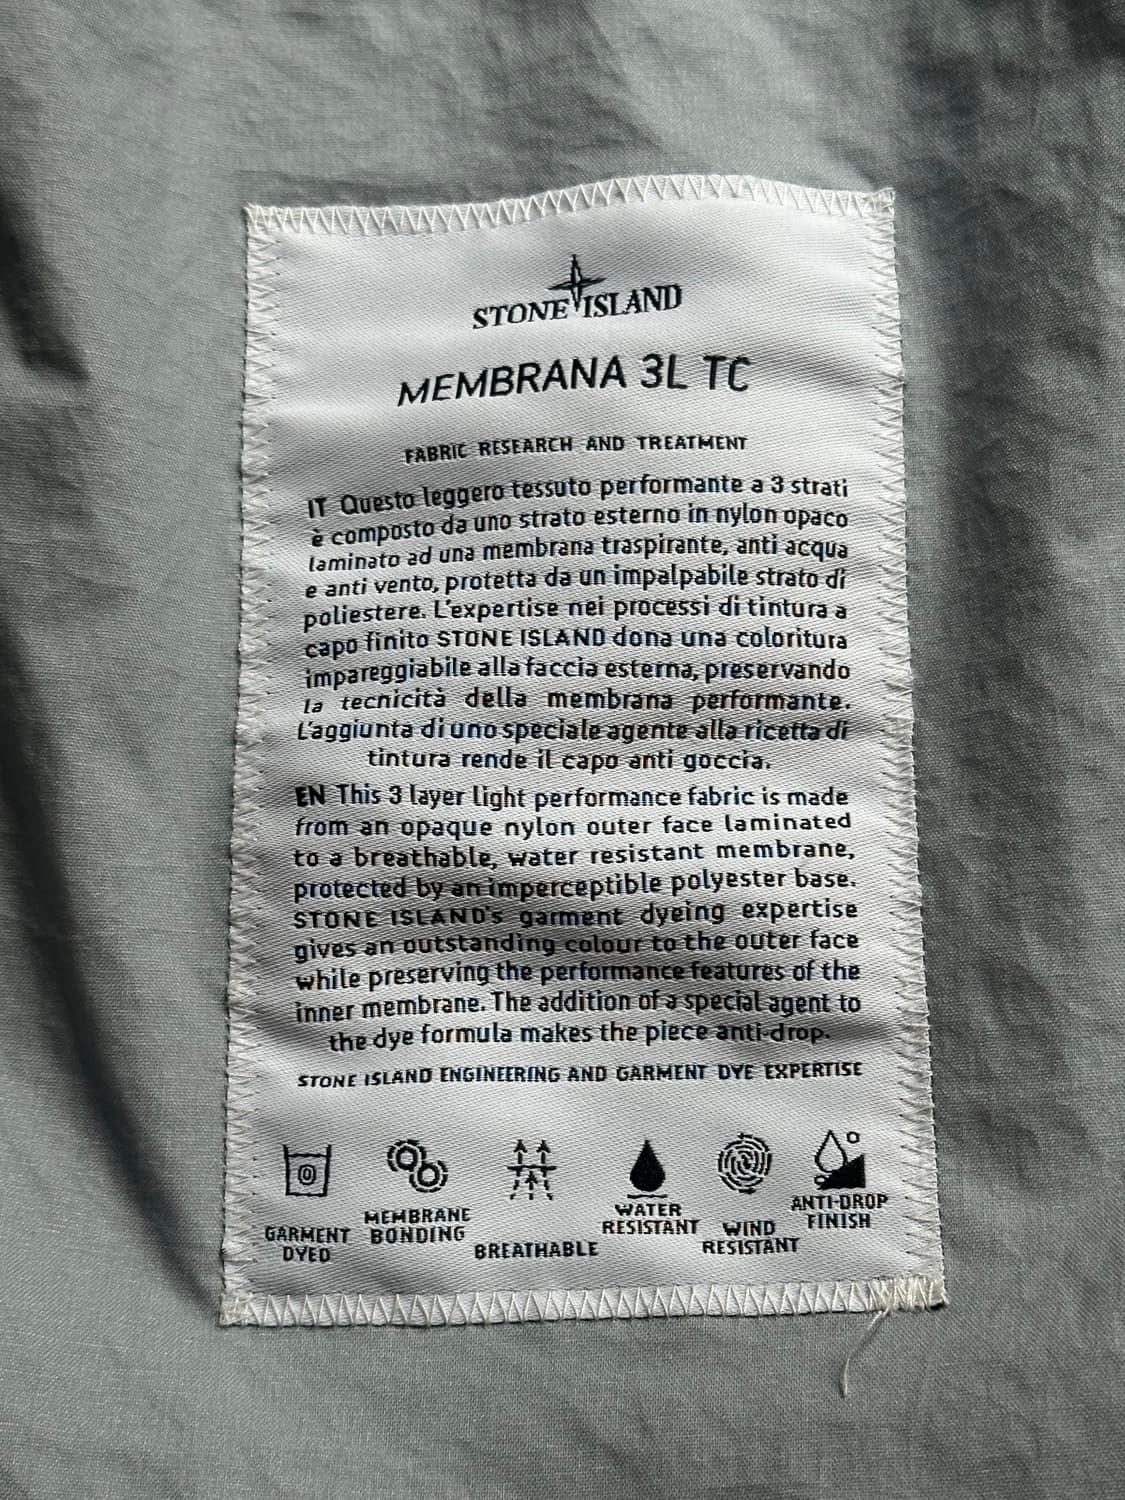 STONE ISLAND
MEMBRANA 3L TC
FABRIC RESEARCH AND TREATMENT
IT Questo leggero tessuto performante a 3 strati
è composto da uno strato esterno in nylon opaco
laminato ad una membrana traspirante, anti acqua
e anti vento, protetta da un impalpabile strato di
poliestere. L'expertise nei processi di tintura a
capo finito STONE ISLAND dona una coloritura
impareggiabile alla faccia esterna, preservando
la tecnicità della membrana performante.
L'aggiunta di uno speciale agente alla ricetta di
tintura rende il capo anti goccia.
EN This 3 layer light performance fabric is made
from an opaque nylon outer face laminated
to a breathable, water resistant membrane,
protected by an imperceptible polyester base.
STONE ISLAND's garment dyeing expertise
gives an outstanding colour to the outer face
while preserving the performance features of the
inner membrane. The addition of a special agent to
the dye formula makes the piece anti-drop.
STONE ISLAND ENGINEERING AND GARMENT DYE EXPERTISE
GARMENT
DYED
MEMBRANE
BONDING
BREATHABLE
WATER
RESISTANT
WIND
RESISTANT
ANTI-DROP
FINISH